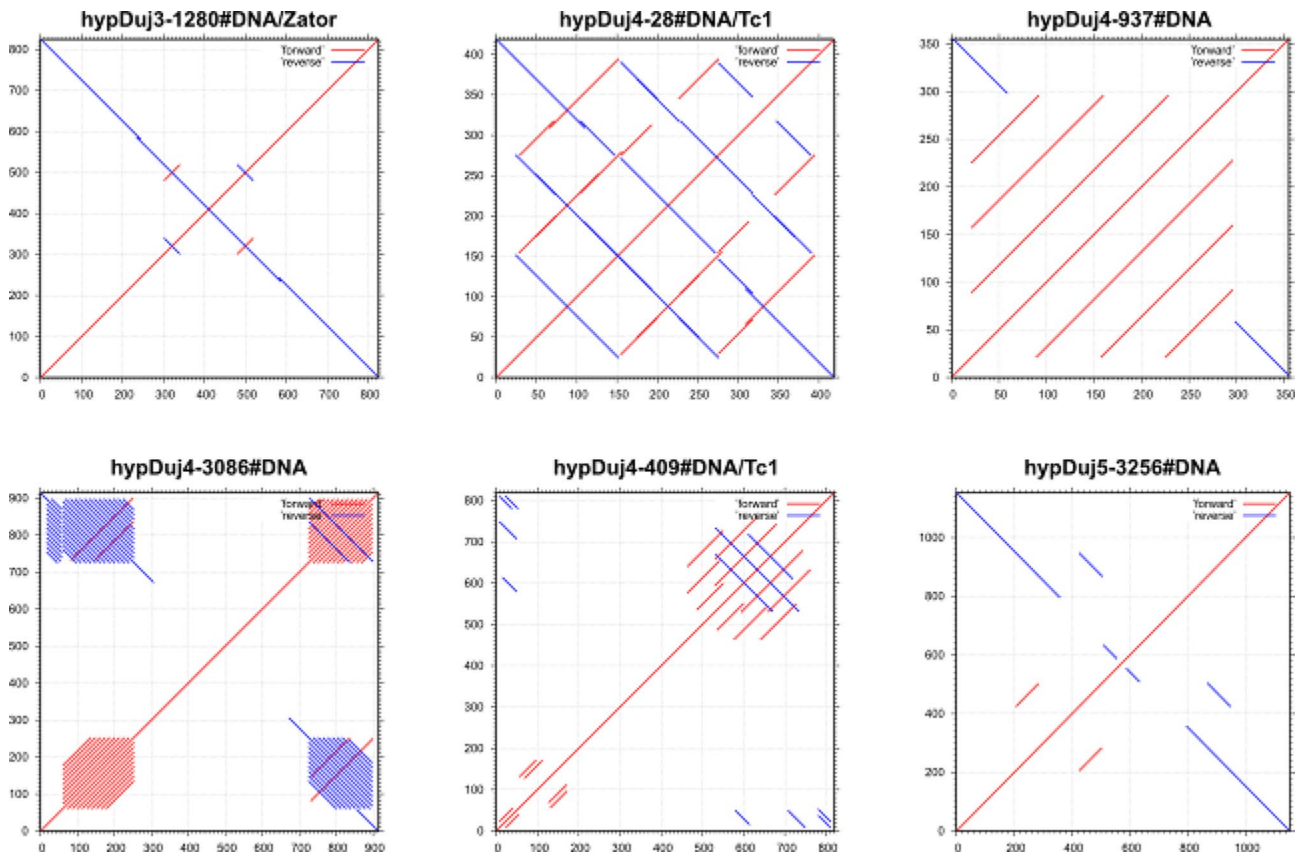 hypDuj3-1280#DNA/Zator
800
700
600
500
400
300
200
100
0
'forward'
'reverse'
0 100 200 300 400 500 600 700 800
hypDuj4-28#DNA/Tc1
400
350
300
250
200
150
100
50
0
'forward'
'reverse'
0 50 100 150 200 250 300 350 400
hypDuj4-937#DNA
350
300
250
200
150
100
50
0
'forward'
'reverse'
0 50 100 150 200 250 300 350
hypDuj4-3086#DNA
900
800
700
600
500
400
300
200
100
0
'forward'
'reverse'
0 100 200 300 400 500 600 700 800 900
hypDuj4-409#DNA/Tc1
800
700
600
500
400
300
200
100
0
'forward'
'reverse'
0 100 200 300 400 500 600 700 800
hypDuj5-3256#DNA
1000
800
600
400
200
0
'forward'
'reverse'
0 200 400 600 800 1000